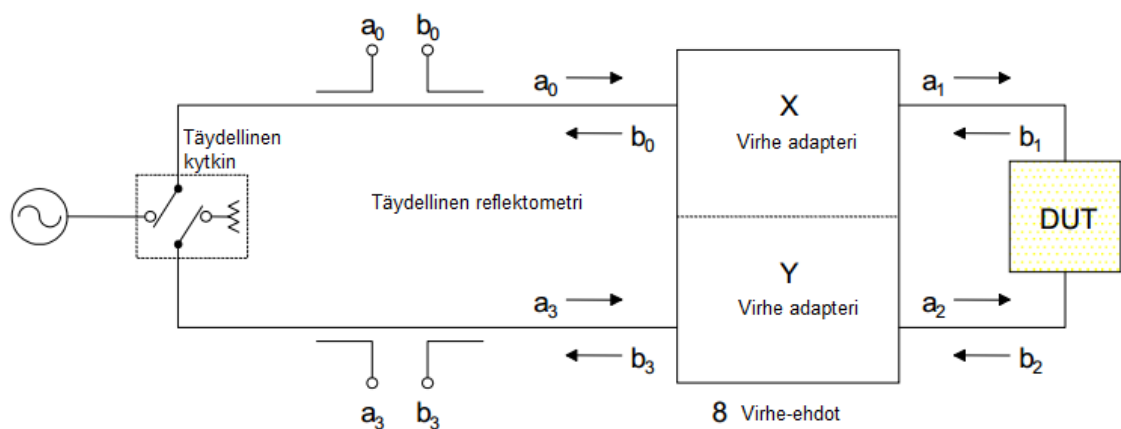 a0 b0
a0
b0
X
Virhe adapteri
a1
b1
Täydellinen
kytkin
Täydellinen reflektometri
DUT
Y
Virhe adapteri
a3
b3
a2
b2
a3 b3
8 Virhe-ehdot